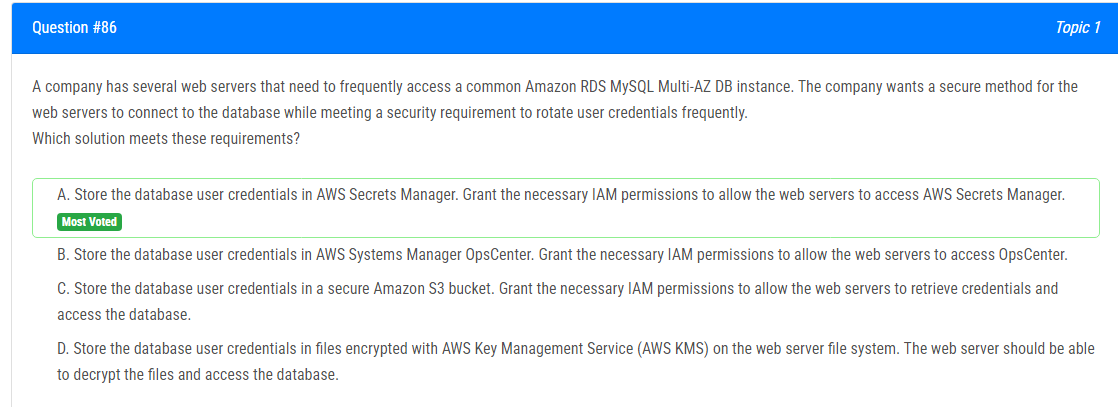 Question #86
Topic 1
A company has several web servers that need to frequently access a common Amazon RDS MySQL Multi-AZ DB instance. The company wants a secure method for the
web servers to connect to the database while meeting a security requirement to rotate user credentials frequently.
Which solution meets these requirements?
A. Store the database user credentials in AWS Secrets Manager. Grant the necessary IAM permissions to allow the web servers to access AWS Secrets Manager.
Most Voted
B. Store the database user credentials in AWS Systems Manager OpsCenter. Grant the necessary IAM permissions to allow the web servers to access OpsCenter.
C. Store the database user credentials in a secure Amazon S3 bucket. Grant the necessary IAM permissions to allow the web servers to retrieve credentials and
access the database.
D. Store the database user credentials in files encrypted with AWS Key Management Service (AWS KMS) on the web server file system. The web server should be able
to decrypt the files and access the database.